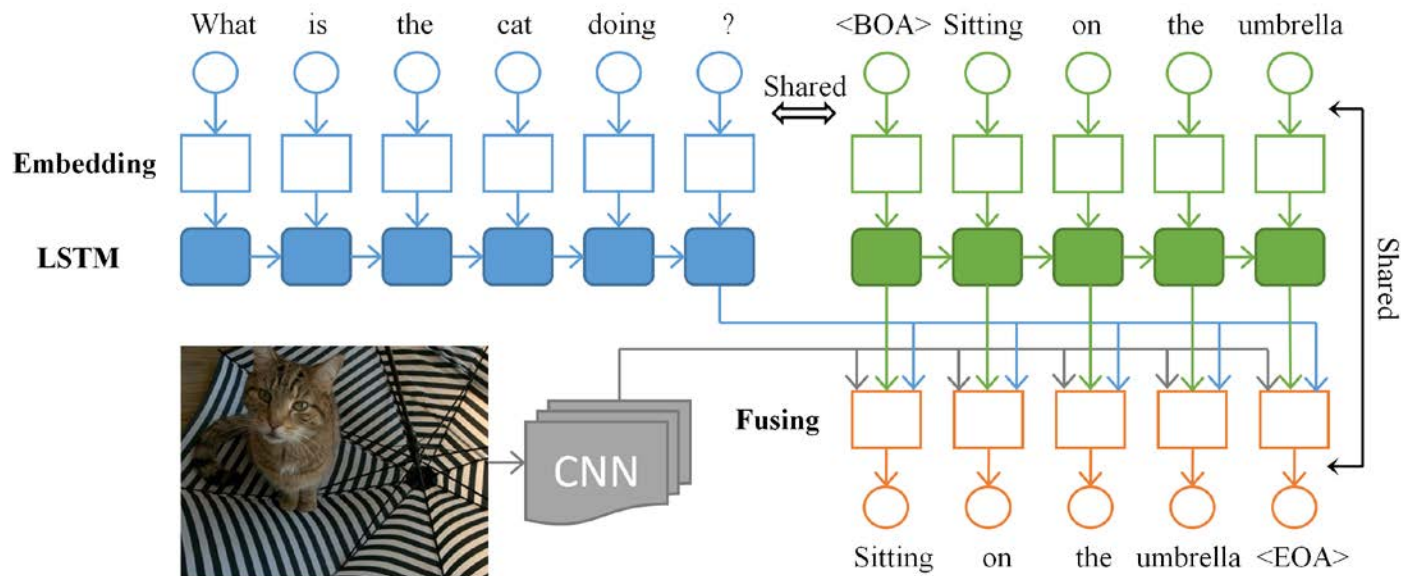 What is the cat doing ?
<BOA> Sitting on the umbrella
Shared
Embedding
LSTM
Shared
Fusing
CNN
Sitting on the umbrella <EOA>